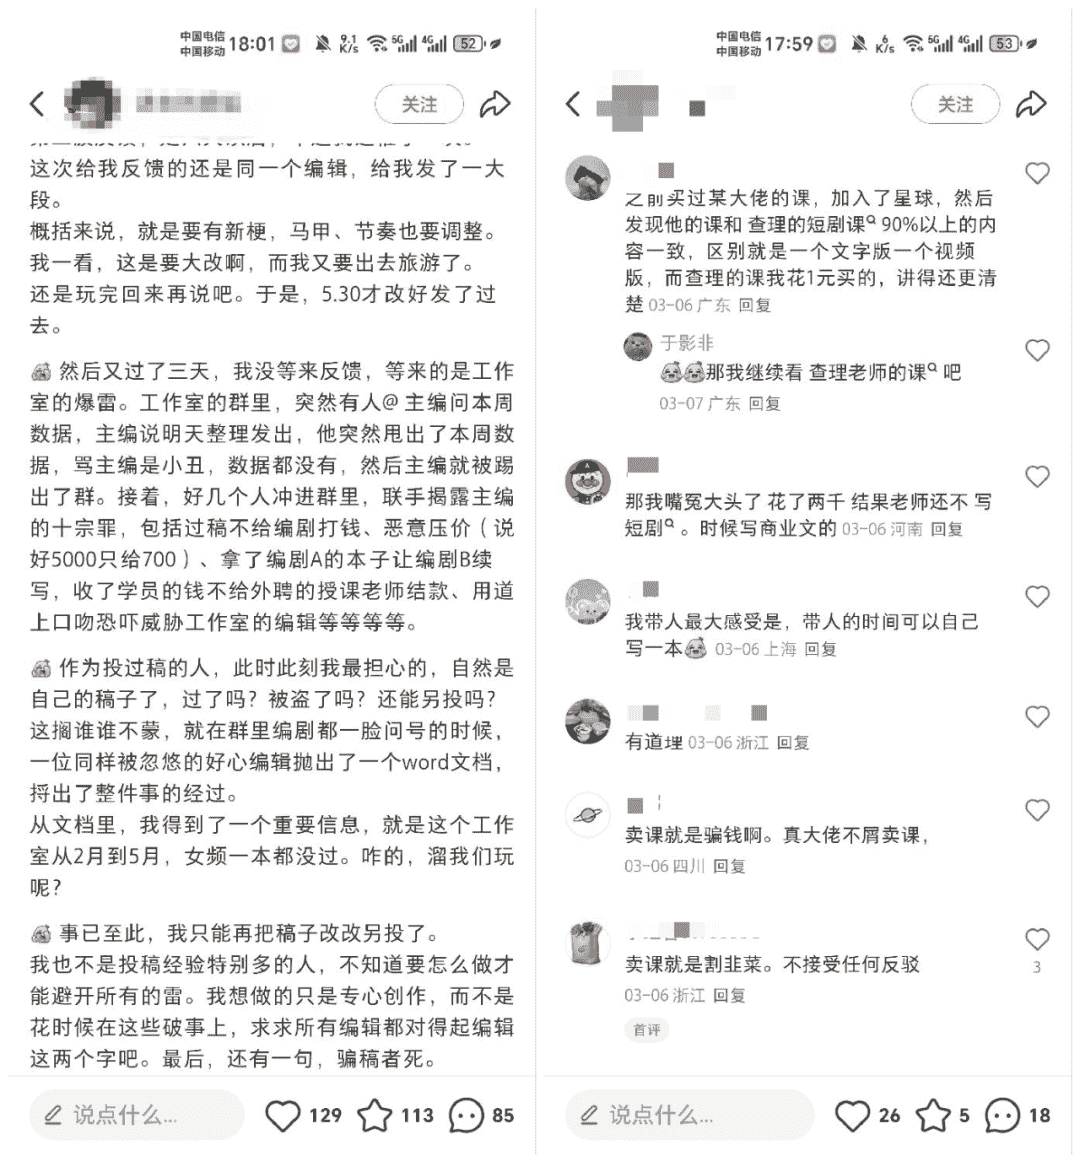 中国电信
中国移动
18:01
9.1
K/s
5G
4G
52
关注
这次给我反馈的还是同一个编辑，给我发了一大
段。
概括来说，就是要有新梗，马甲、节奏也要调整。
我一看，这是要大改啊，而我又要出去旅游了。
还是玩完回来再说吧。于是，5.30才改好发了过
去。
然后又过了三天，我没等来反馈，等来的是工作
室的爆雷。工作室的群里，突然有人@主编问本周
数据，主编说明天整理发出，他突然甩出了本周数
据，骂主编是小丑，数据都没有，然后主编就被踢
出了群。接着，好几个人冲进群里，联手揭露主编
的十宗罪，包括过稿不给编剧打钱、恶意压价（说
好5000只给700）、拿了编剧A的本子让编剧B续
写，收了学员的钱不给外聘的授课老师结款、用道
上口吻恐吓威胁工作室的编辑等等等等。
作为投过稿的人，此时此刻我最担心的，自然是
自己的稿子了，过了吗？被盗了吗？还能另投吗？
这搁谁谁不蒙，就在群里编剧都一脸问号的时候，
一位同样被忽悠的好心编辑抛出了一个word文档，
捋出了整件事的经过。
从文档里，我得到了一个重要信息，就是这个工作
室从2月到5月，女频一本都没过。咋的，溜我们玩
呢？
事已至此，我只能再把稿子改改另投了。
我也不是投稿经验特别多的人，不知道要怎么做才
能避开所有的雷。我想做的只是专心创作，而不是
花时候在这些破事上，求求所有编辑都对得起编辑
这两个字吧。最后，还有一句，骗稿者死。
说点什么...
129
113
85
中国电信
中国移动
17:59
6
K/s
5G
4G
53
关注
之前买过某大佬的课，加入了星球，然后
发现他的课和 查理的短剧课 90%以上的内
容一致，区别就是一个文字版一个视频
版，而查理的课我花1元买的，讲得还更清
楚 03-06 广东 回复
于影非
那我继续看 查理老师的课 吧
03-07 广东 回复
那我嘴冤大头了 花了两千 结果老师还不 写
短剧 。时候写商业文的 03-06 河南 回复
我带人最大感受是，带人的时间可以自己
写一本 03-06 上海 回复
有道理 03-06 浙江 回复
卖课就是骗钱啊。真大佬不屑卖课，
03-06 四川 回复
卖课就是割韭菜。不接受任何反驳
03-06 浙江 回复
3
首评
说点什么...
26
5
18